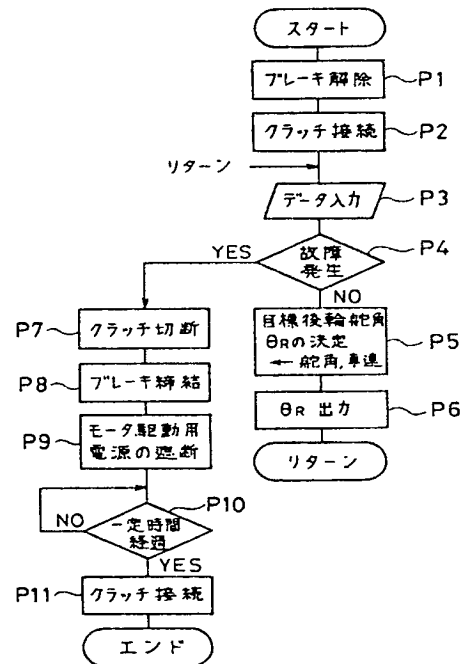 スタート
ブレーキ解除
P1
クラッチ接続
P2
リターン
データ入力
P3
故障
発生
P4
YES
NO
目標後輪舵角
θRの決定
← 舵角,車速
P5
θR 出力
P6
リターン
P7
クラッチ切断
P8
ブレーキ締結
P9
モータ駆動用
電源の遮断
P10
NO
一定時間
経過
YES
P11
クラッチ接続
エンド